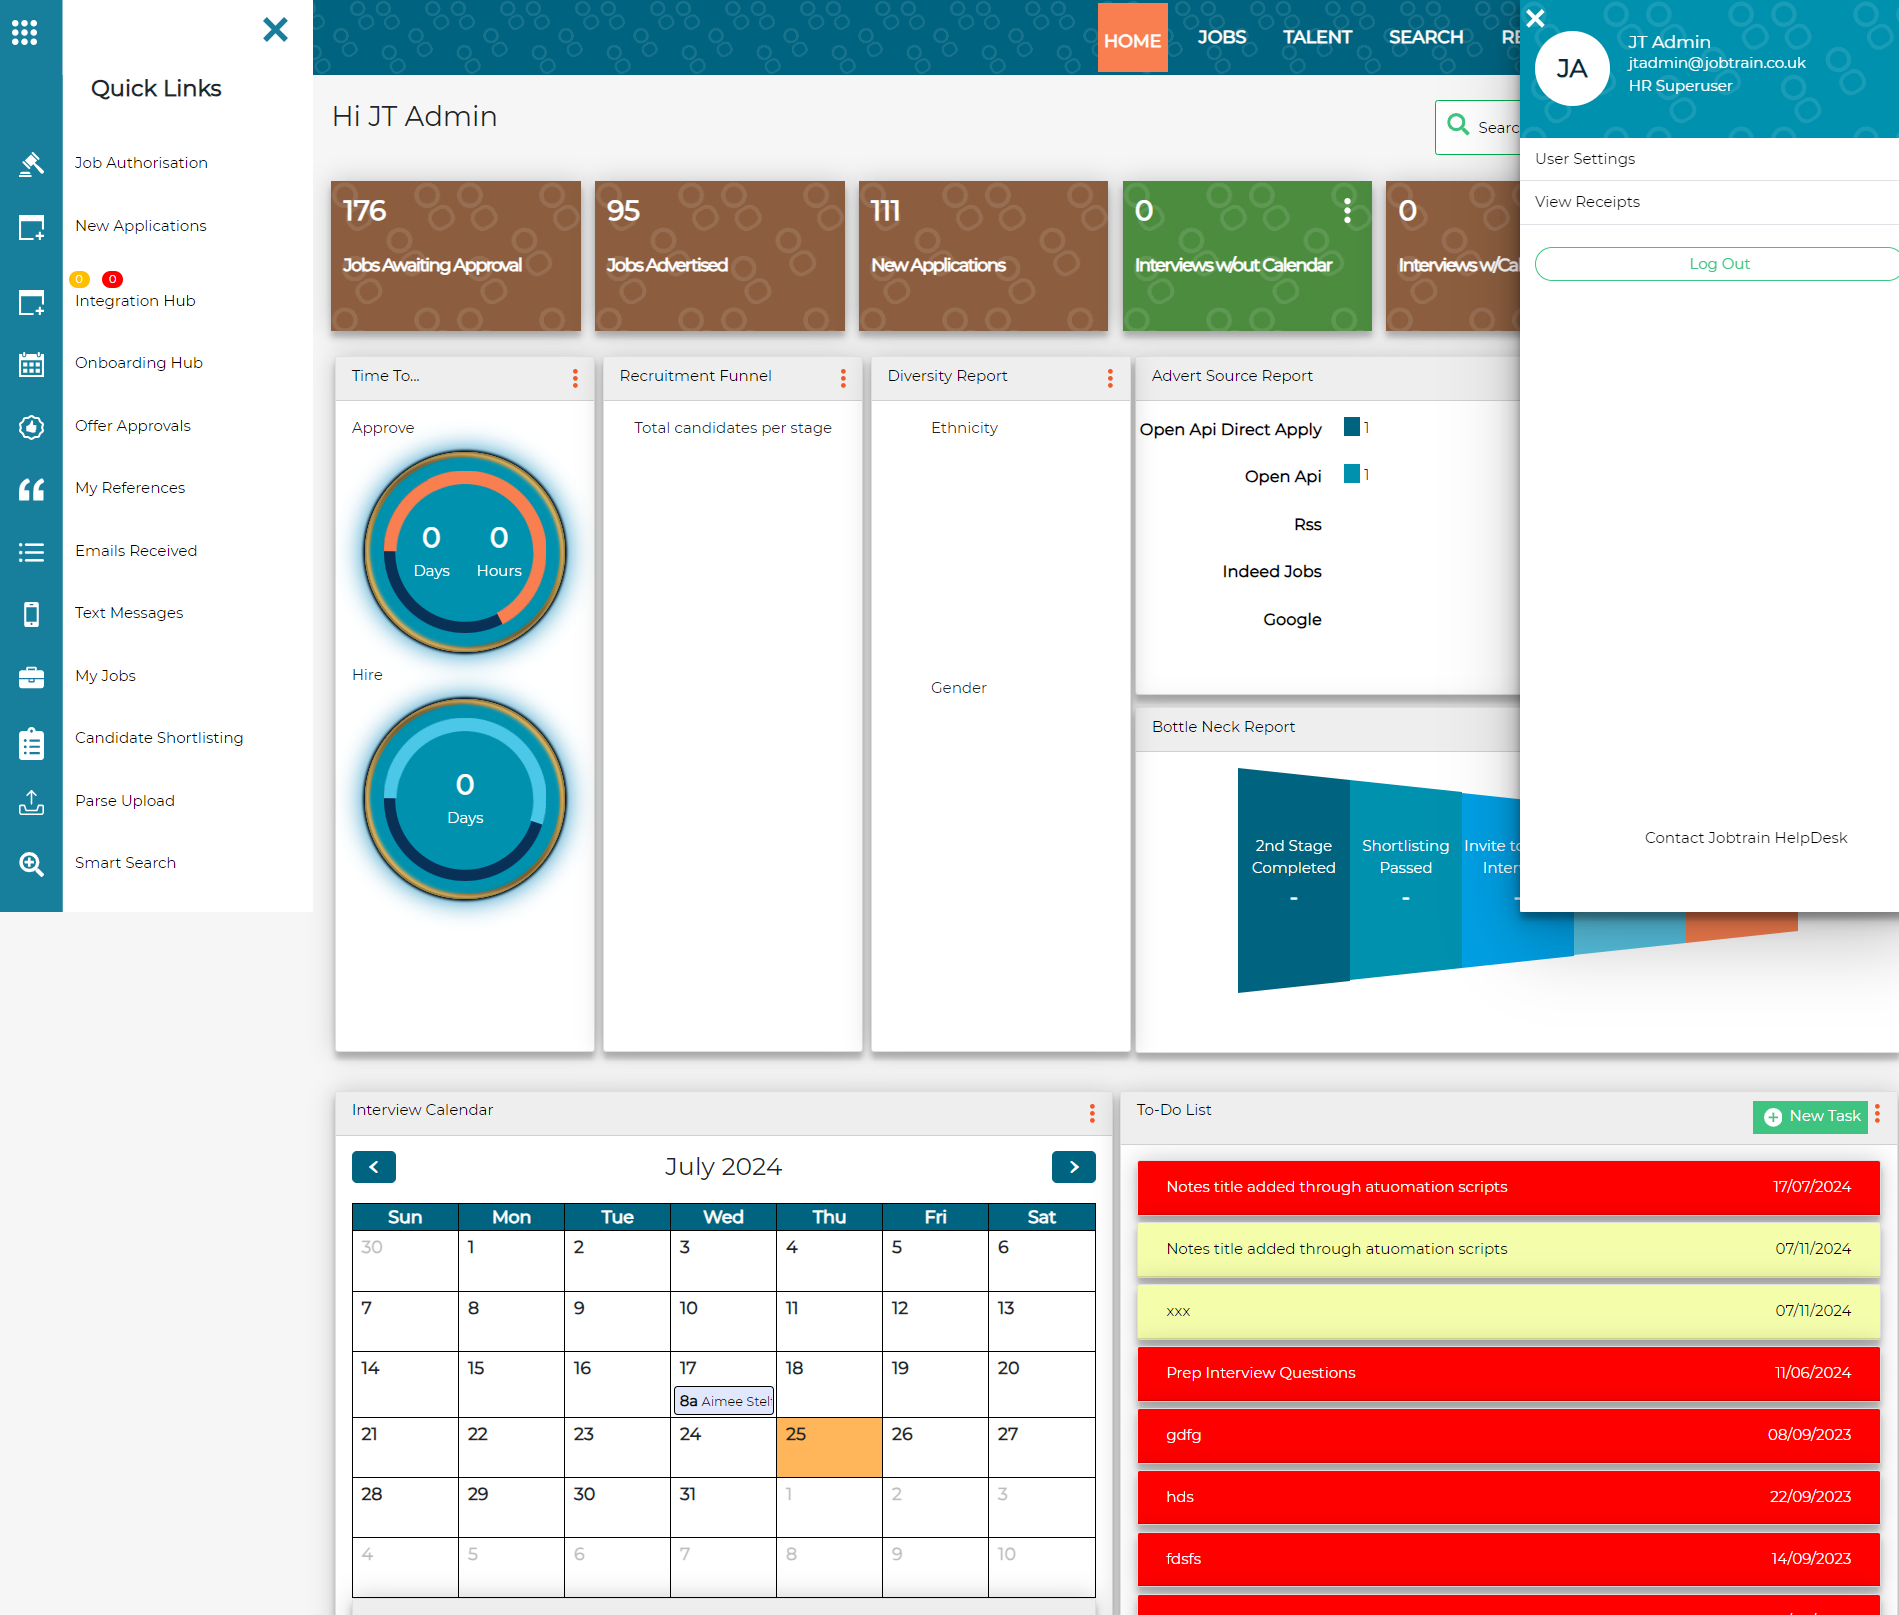 Quick Links
Job Authorisation
New Applications
0 0
Integration Hub
Onboarding Hub
Offer Approvals
My References
Emails Received
Text Messages
My Jobs
Candidate Shortlisting
Parse Upload
Smart Search
HOME JOBS TALENT SEARCH RE
Hi JT Admin
Searc
176
Jobs Awaiting Approval
95
Jobs Advertised
111
New Applications
0
Interviews w/out Calendar
0
Interviews w/Cal
JA
JT Admin
jtadmin@jobtrain.co.uk
HR Superuser
User Settings
View Receipts
Log Out
Contact Jobtrain HelpDesk
Time To...
Approve
0 0
Days Hours
Hire
0
Days
Recruitment Funnel
Total candidates per stage
Diversity Report
Ethnicity
Gender
Advert Source Report
Open Api Direct Apply 1
Open Api 1
Rss
Indeed Jobs
Google
Bottle Neck Report
2nd Stage
Completed
-
Shortlisting
Passed
-
Invite to
Inter
-
Interview Calendar
July 2024
Sun Mon Tue Wed Thu Fri Sat
30 1 2 3 4 5 6
7 8 9 10 11 12 13
14 15 16 17 18 19 20
8a Aimee Stel
21 22 23 24 25 26 27
28 29 30 31 1 2 3
4 5 6 7 8 9 10
To-Do List
New Task
Notes title added through atuomation scripts 17/07/2024
Notes title added through atuomation scripts 07/11/2024
xxx 07/11/2024
Prep Interview Questions 11/06/2024
gdfg 08/09/2023
hds 22/09/2023
fdsfs 14/09/2023